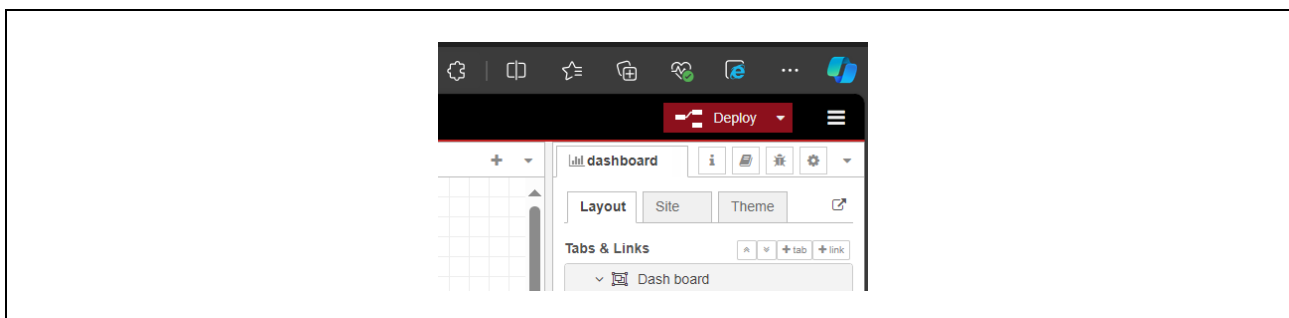 Deploy
dashboard i
Layout Site Theme
Tabs & Links +tab +link
Dash board